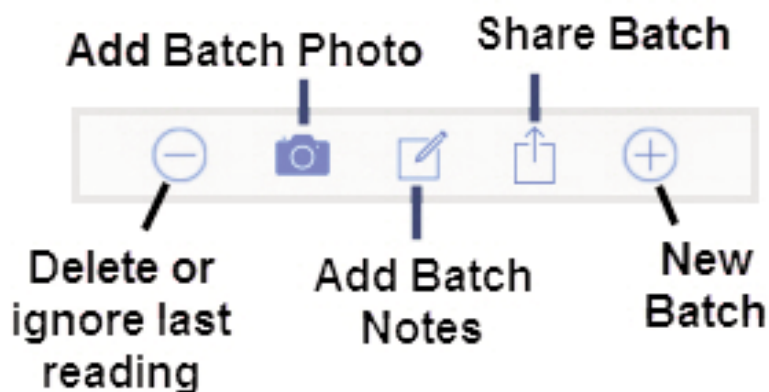 Add Batch Photo
Share Batch
Delete or
ignore last
reading
Add Batch
Notes
New
Batch